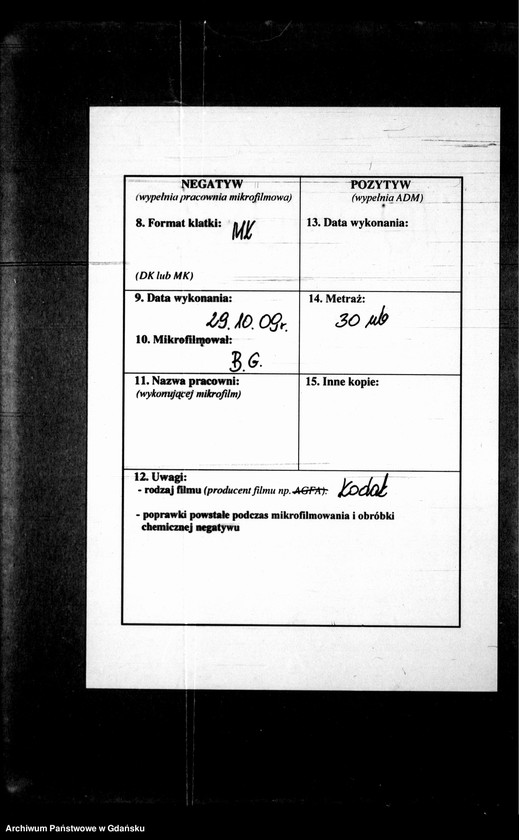 NEGATYW
(wypełnia pracownia mikrofilmowa)
8. Format klatki: MK
(DK lub MK)
9. Data wykonania:
29.10.09r.
10. Mikrofilmował:
B.G.
11. Nazwa pracowni:
(wykonującej mikrofilm)
POZYTYW
(wypełnia ADM)
13. Data wykonania:
14. Metraż:
30 mb
15. Inne kopie:
12. Uwagi:
- rodzaj filmu (producent filmu np. AGFA): Kodak
- poprawki powstałe podczas mikrofilmowania i obróbki
chemicznej negatywu
Archiwum Państwowe w Gdańsku